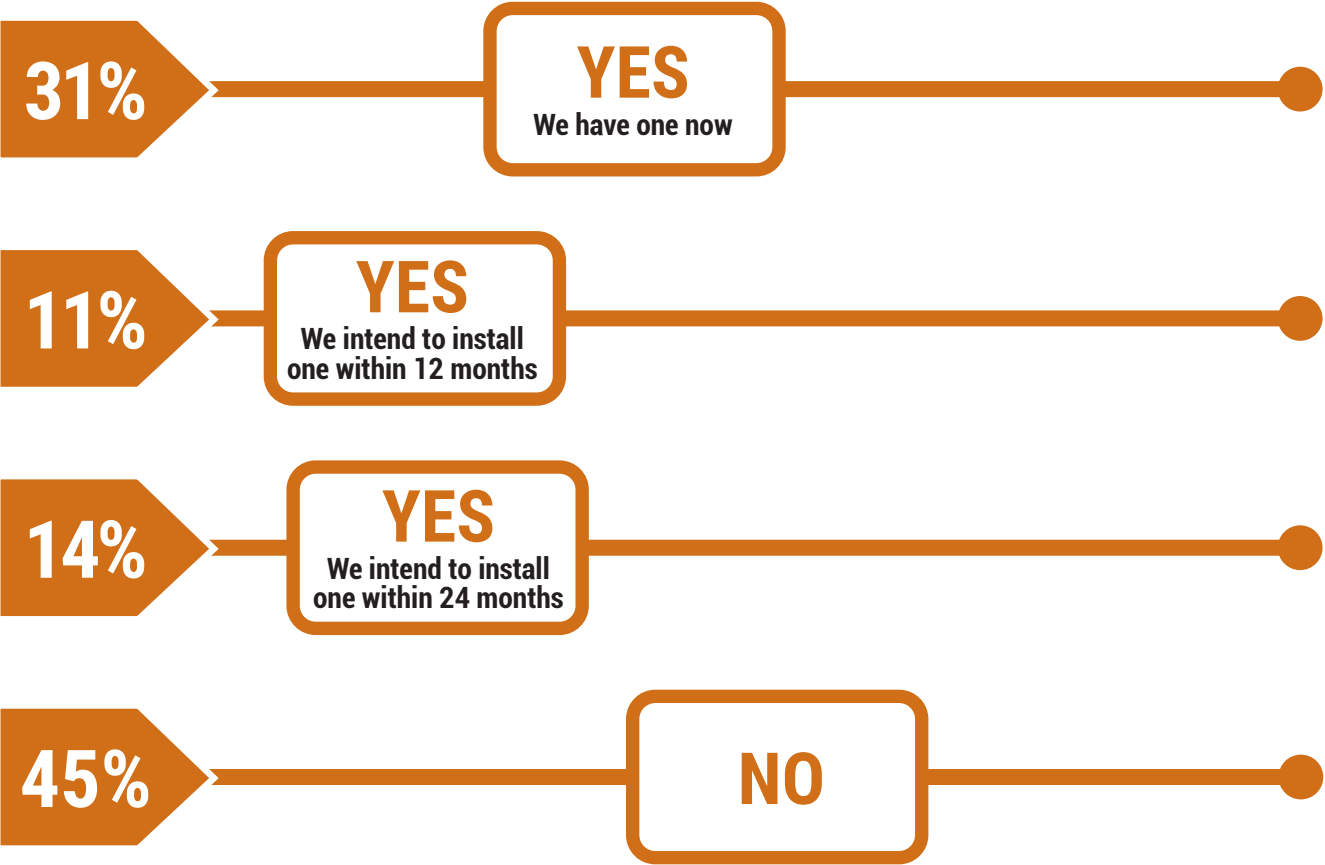 31%
YES
We have one now
11%
YES
We intend to install
one within 12 months
14%
YES
We intend to install
one within 24 months
45%
NO